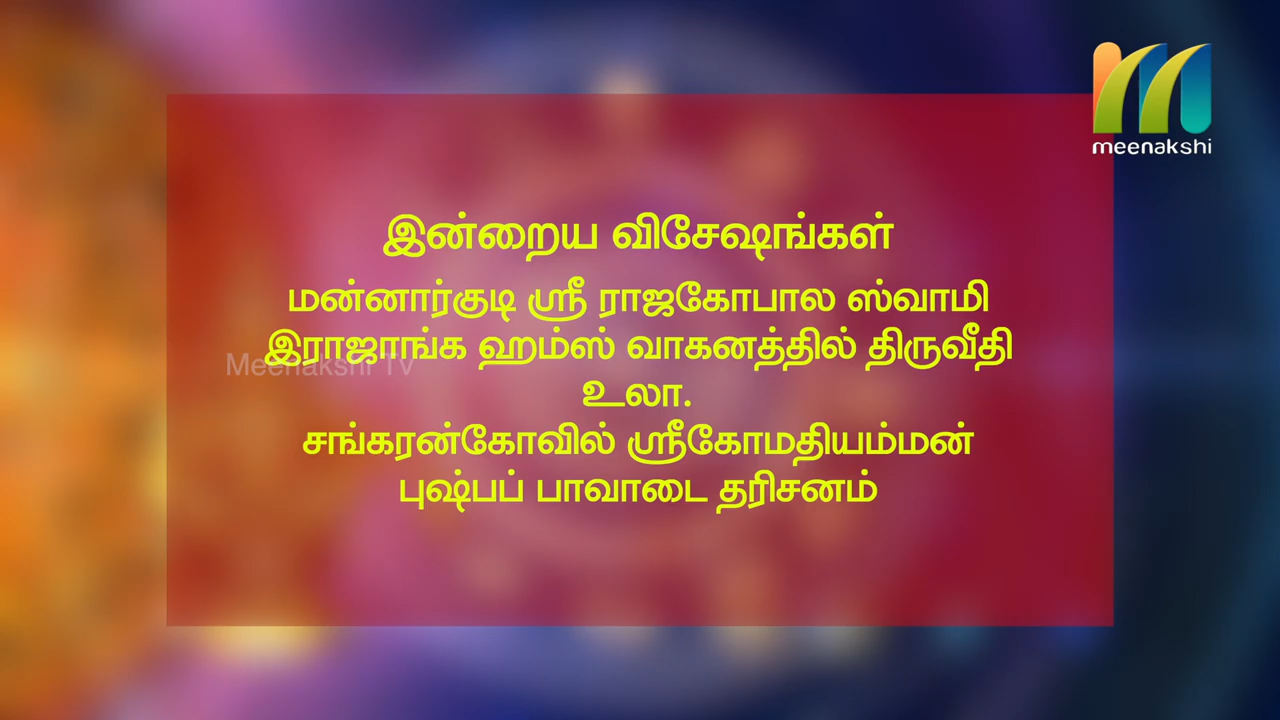 meenakshi
இன்றைய விசேஷங்கள்
மன்னார்குடி ஸ்ரீ ராஜகோபால ஸ்வாமி
இராஜாங்க ஹம்ஸ் வாகனத்தில் திருவீதி
Meenakshi TV
உலா.
சங்கரன்கோவில் ஸ்ரீகோமதியம்மன்
புஷ்பப் பாவாடை தரிசனம்